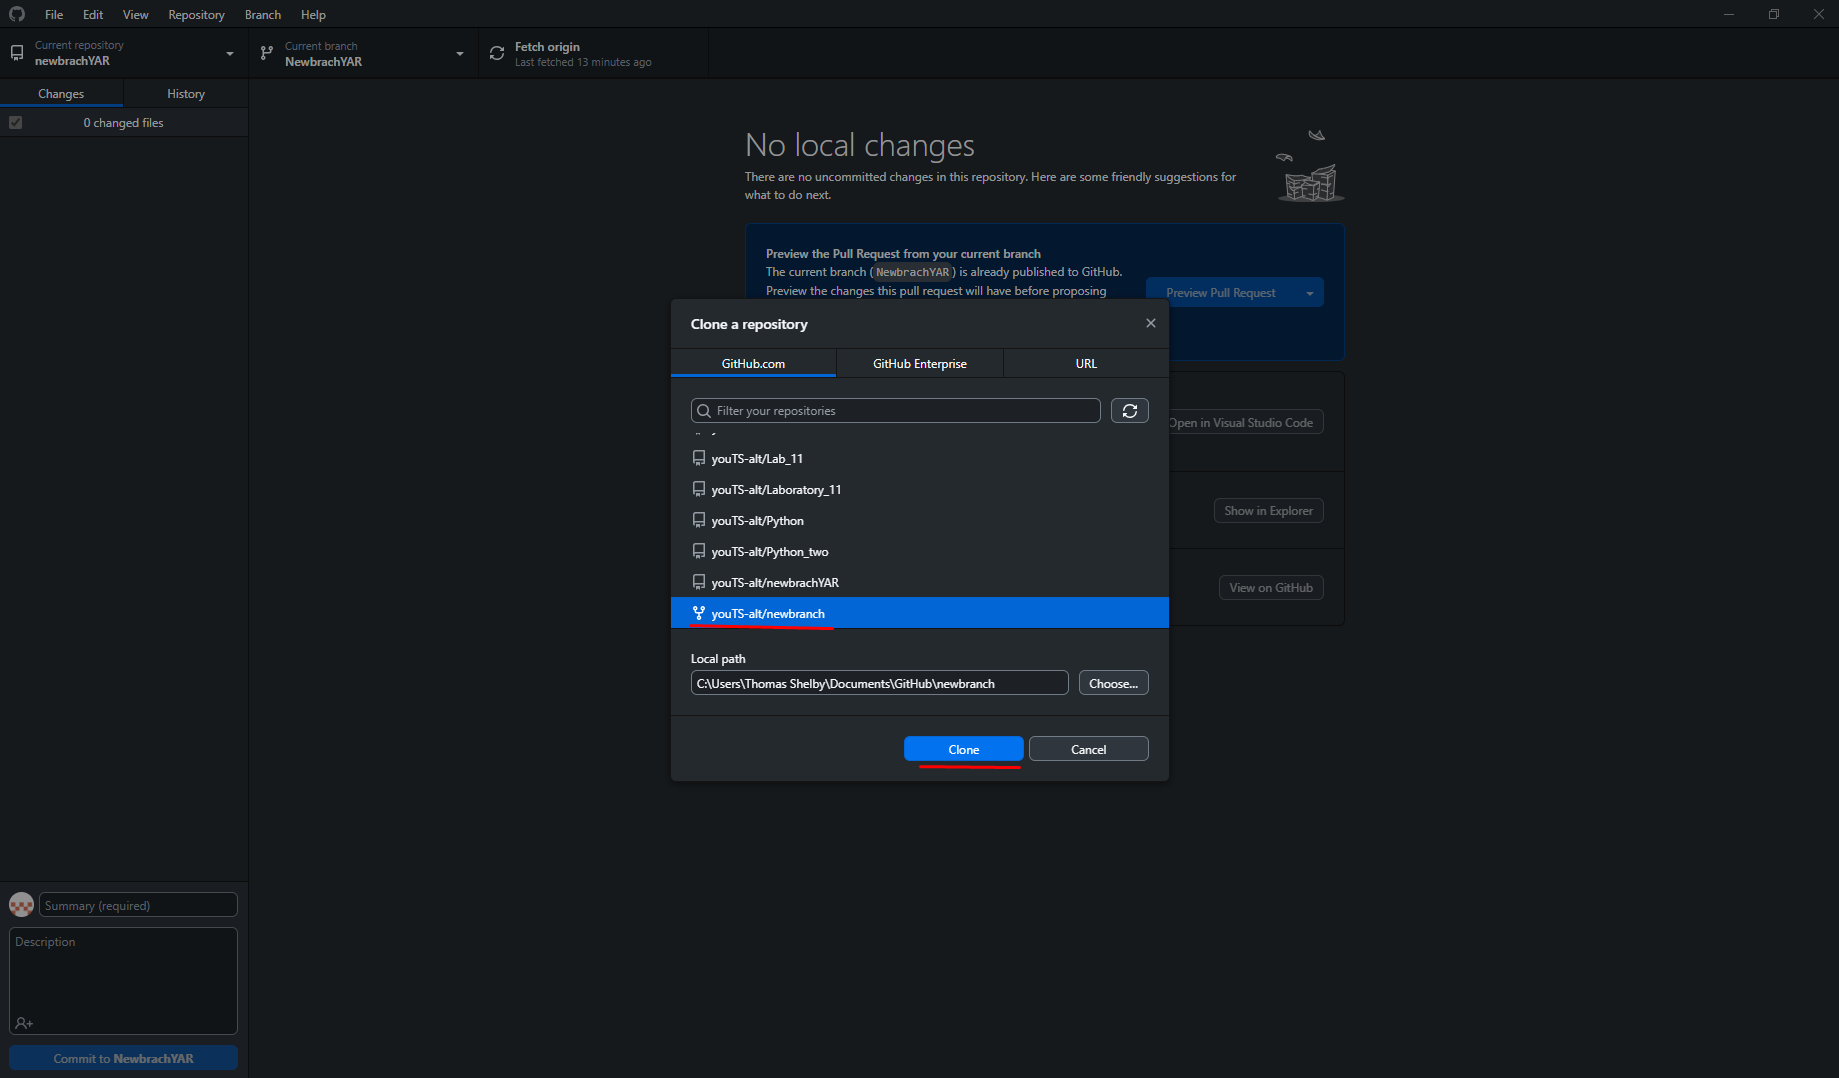 File Edit View Repository Branch Help
Current repository
newbrachYAR
Current branch
NewbrachYAR
Fetch origin
Last fetched 13 minutes ago
Changes History
0 changed files
No local changes
There are no uncommitted changes in this repository. Here are some friendly suggestions for
what to do next.
Preview the Pull Request from your current branch
The current branch (NewbrachYAR) is already published to GitHub.
Preview the changes this pull request will have before proposing
Preview Pull Request
Clone a repository
GitHub.com GitHub Enterprise URL
Filter your repositories
youTS-alt/Lab_11
youTS-alt/Laboratory_11
youTS-alt/Python
youTS-alt/Python_two
youTS-alt/newbrachYAR
youTS-alt/newbranch
Local path
C:\Users\Thomas Shelby\Documents\GitHub\newbranch
Choose...
Clone Cancel
Open in Visual Studio Code
Show in Explorer
View on GitHub
Summary (required)
Description
Commit to NewbrachYAR